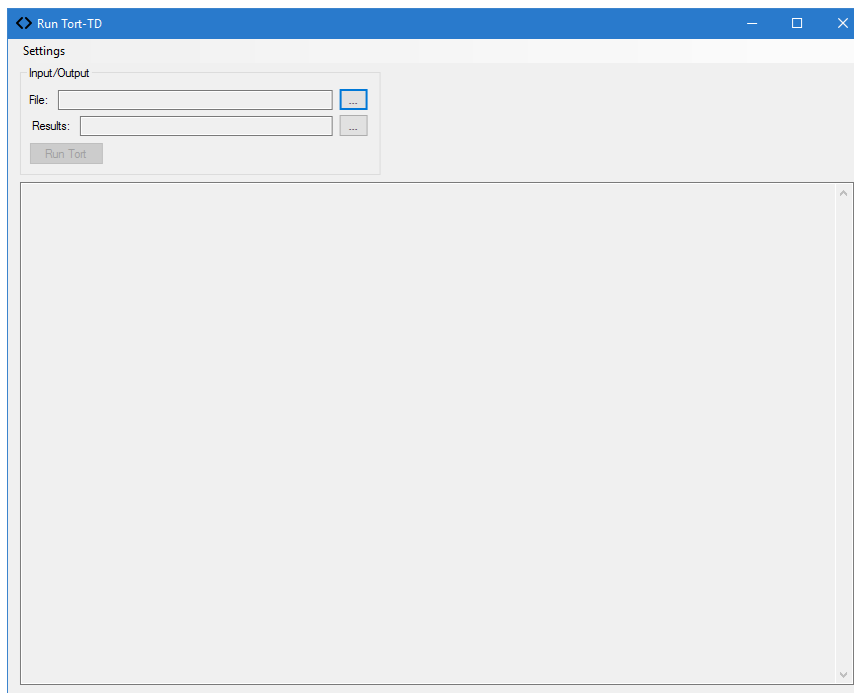 Run Tort-TD
Settings
Input/Output
File:
...
Results:
...
Run Tort